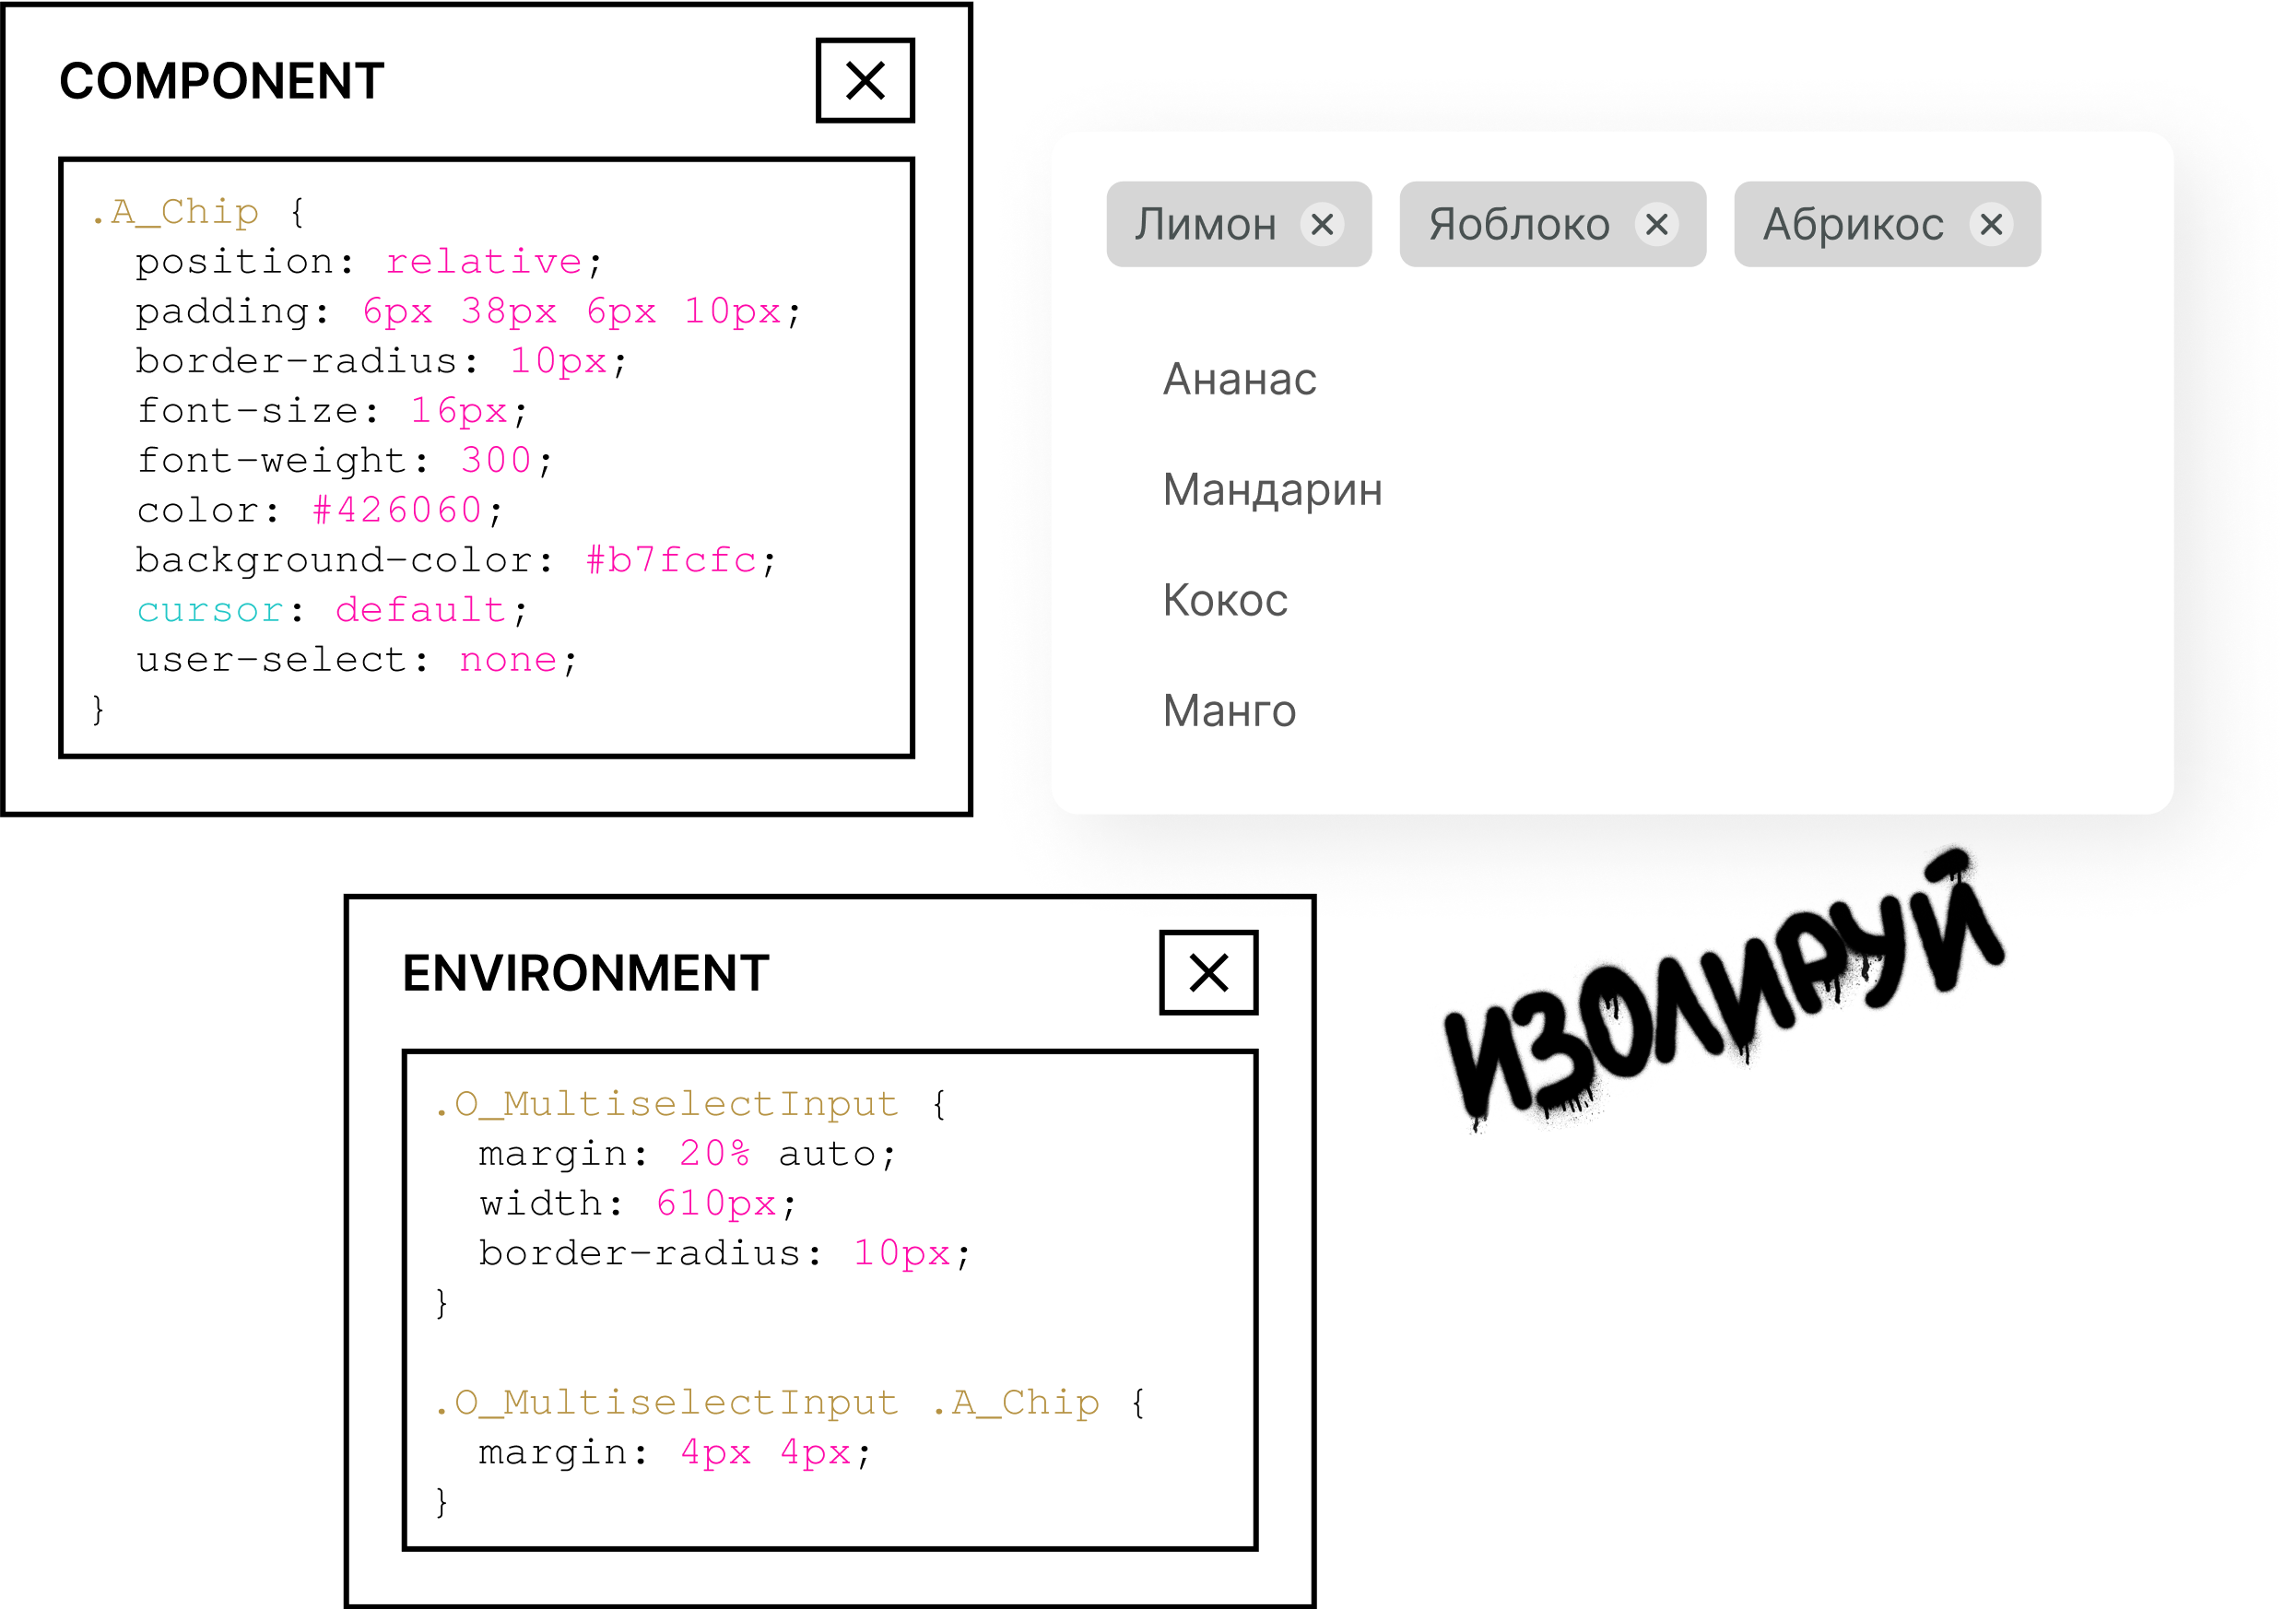 COMPONENT
.A_Chip {
  position: relative;
  padding: 6px 38px 6px 10px;
  border-radius: 10px;
  font-size: 16px;
  font-weight: 300;
  color: #426060;
  background-color: #b7fcfc;
  cursor: default;
  user-select: none;
}
Лимон Яоблоко Абрикос
Ананас
Мандарин
Кокос
Манго
ИЗОЛИРУЙ
ENVIRONMENT
.O_MultiselectInput {
  margin: 20% auto;
  width: 610px;
  border-radius: 10px;
}
.O_MultiselectInput .A_Chip {
  margin: 4px 4px;
}